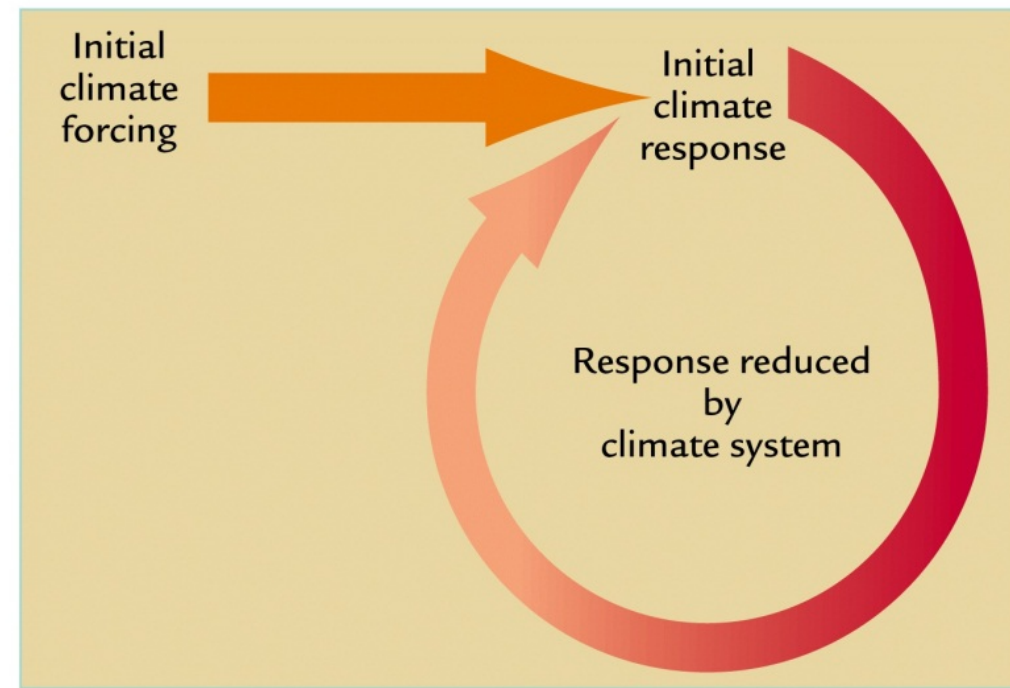 Initial
climate
forcing
Initial
climate
response
Response reduced
by
climate system